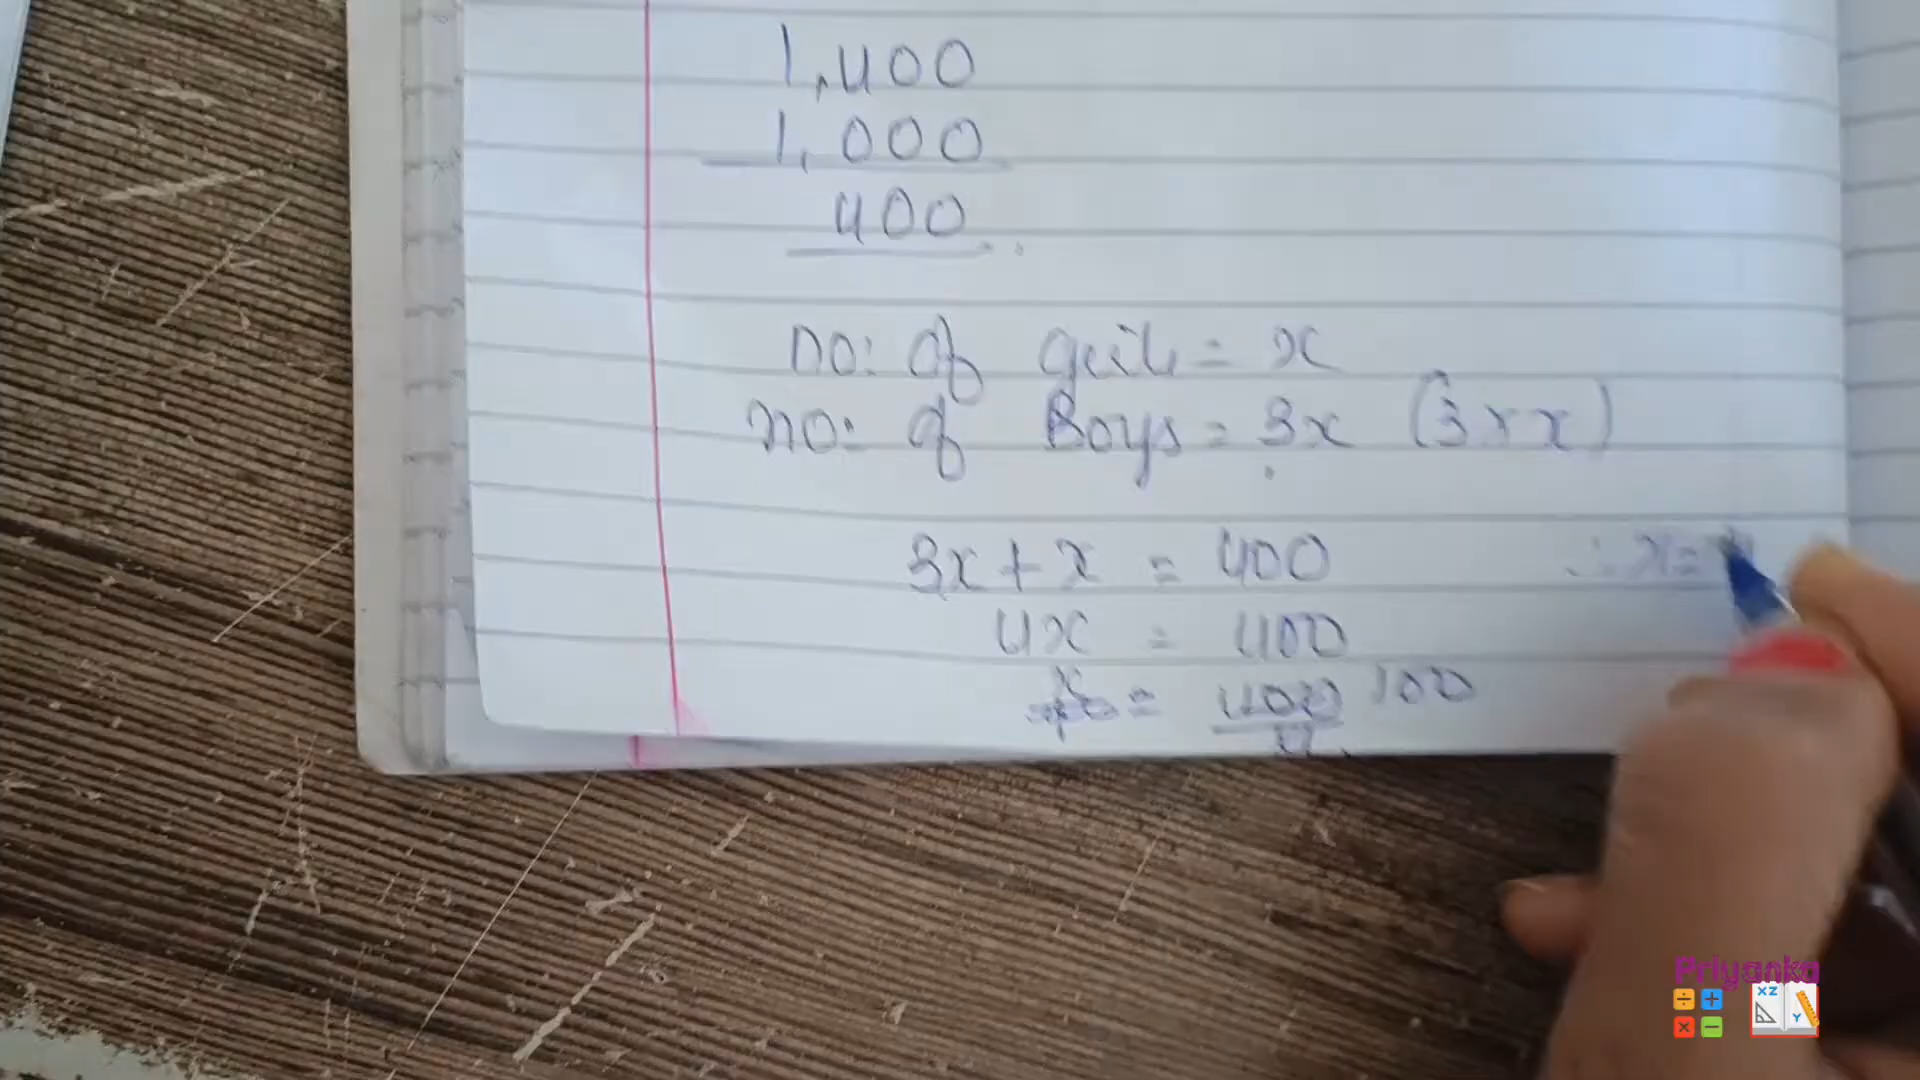 1,400
1,000
400
no: of
no: of Boys = 3x (3 × x)
3x + x = 400
∴ x =
4x = 400
x = 400 100
4
Priyanka
÷ +
× −
XZ
Y